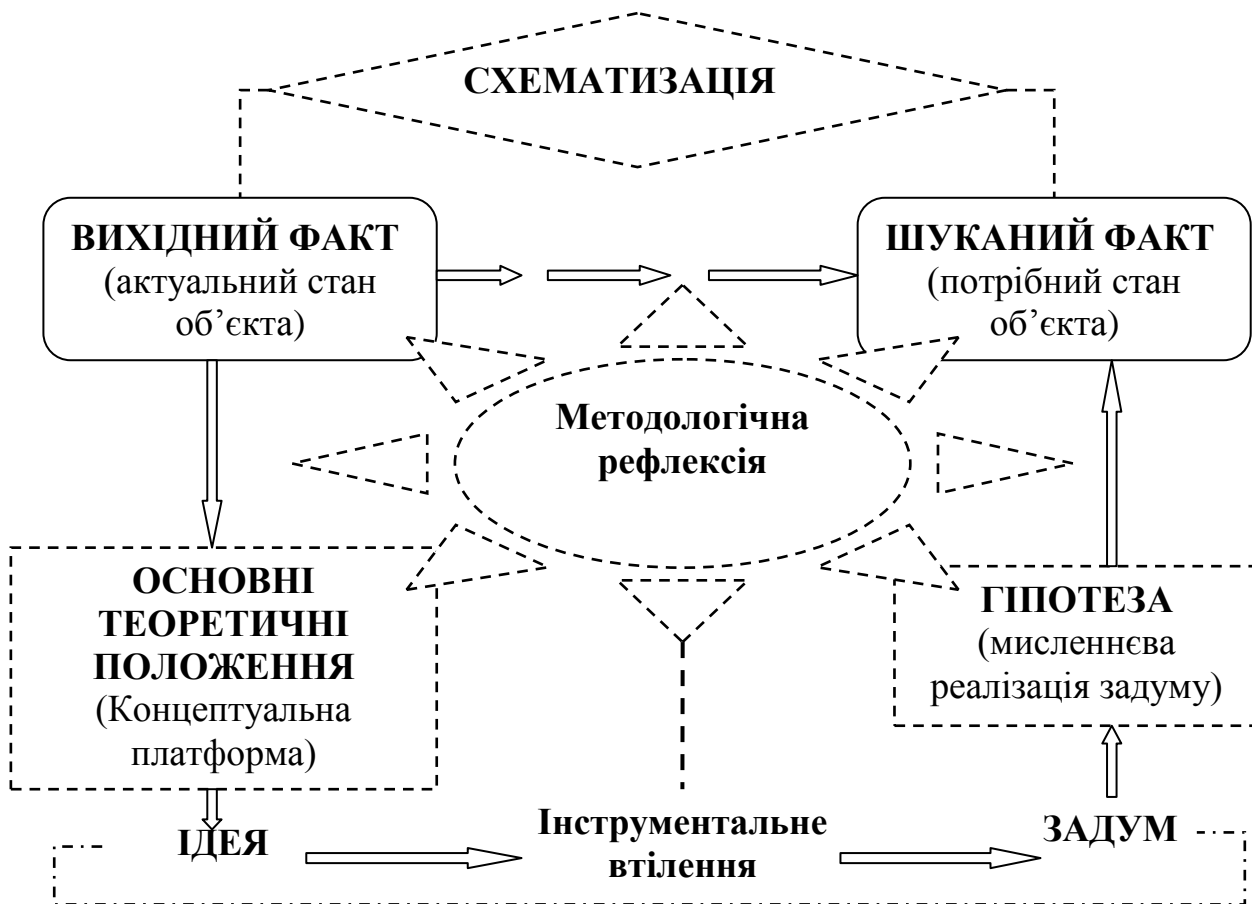 СХЕМАТИЗАЦІЯ
ВИХІДНИЙ ФАКТ
(актуальний стан
об’єкта)
ШУКАНИЙ ФАКТ
(потрібний стан
об’єкта)
Методологічна
рефлексія
ОСНОВНІ
ТЕОРЕТИЧНІ
ПОЛОЖЕННЯ
(Концептуальна
платформа)
ГІПОТЕЗА
(мисленнєва
реалізація задуму)
ІДЕЯ
Інструментальне
втілення
ЗАДУМ